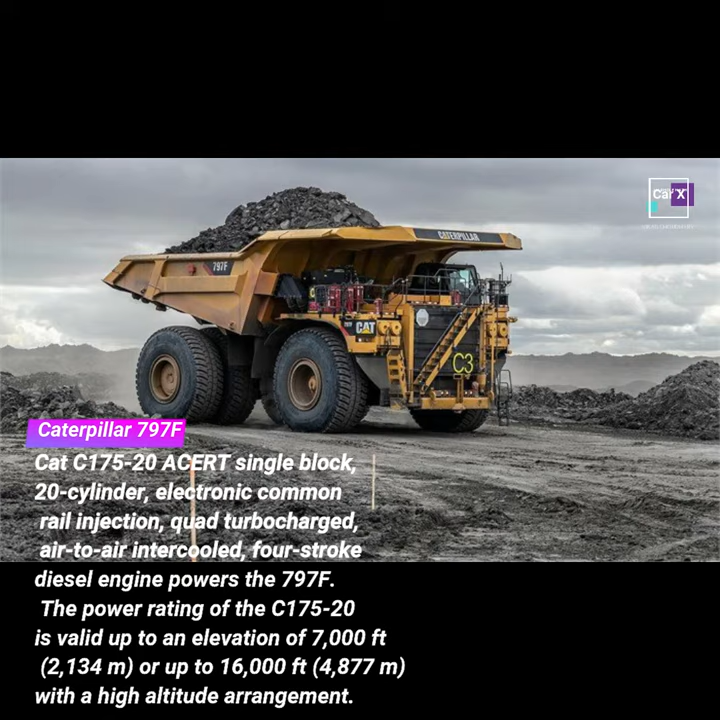 Car X
CATERPILLAR
797F
CAT
C3
Caterpillar 797F
Cat C175-20 ACERT single block,
20-cylinder, electronic common
rail injection, quad turbocharged,
air-to-air intercooled, four-stroke
diesel engine powers the 797F.
The power rating of the C175-20
is valid up to an elevation of 7,000 ft
(2,134 m) or up to 16,000 ft (4,877 m)
with a high altitude arrangement.